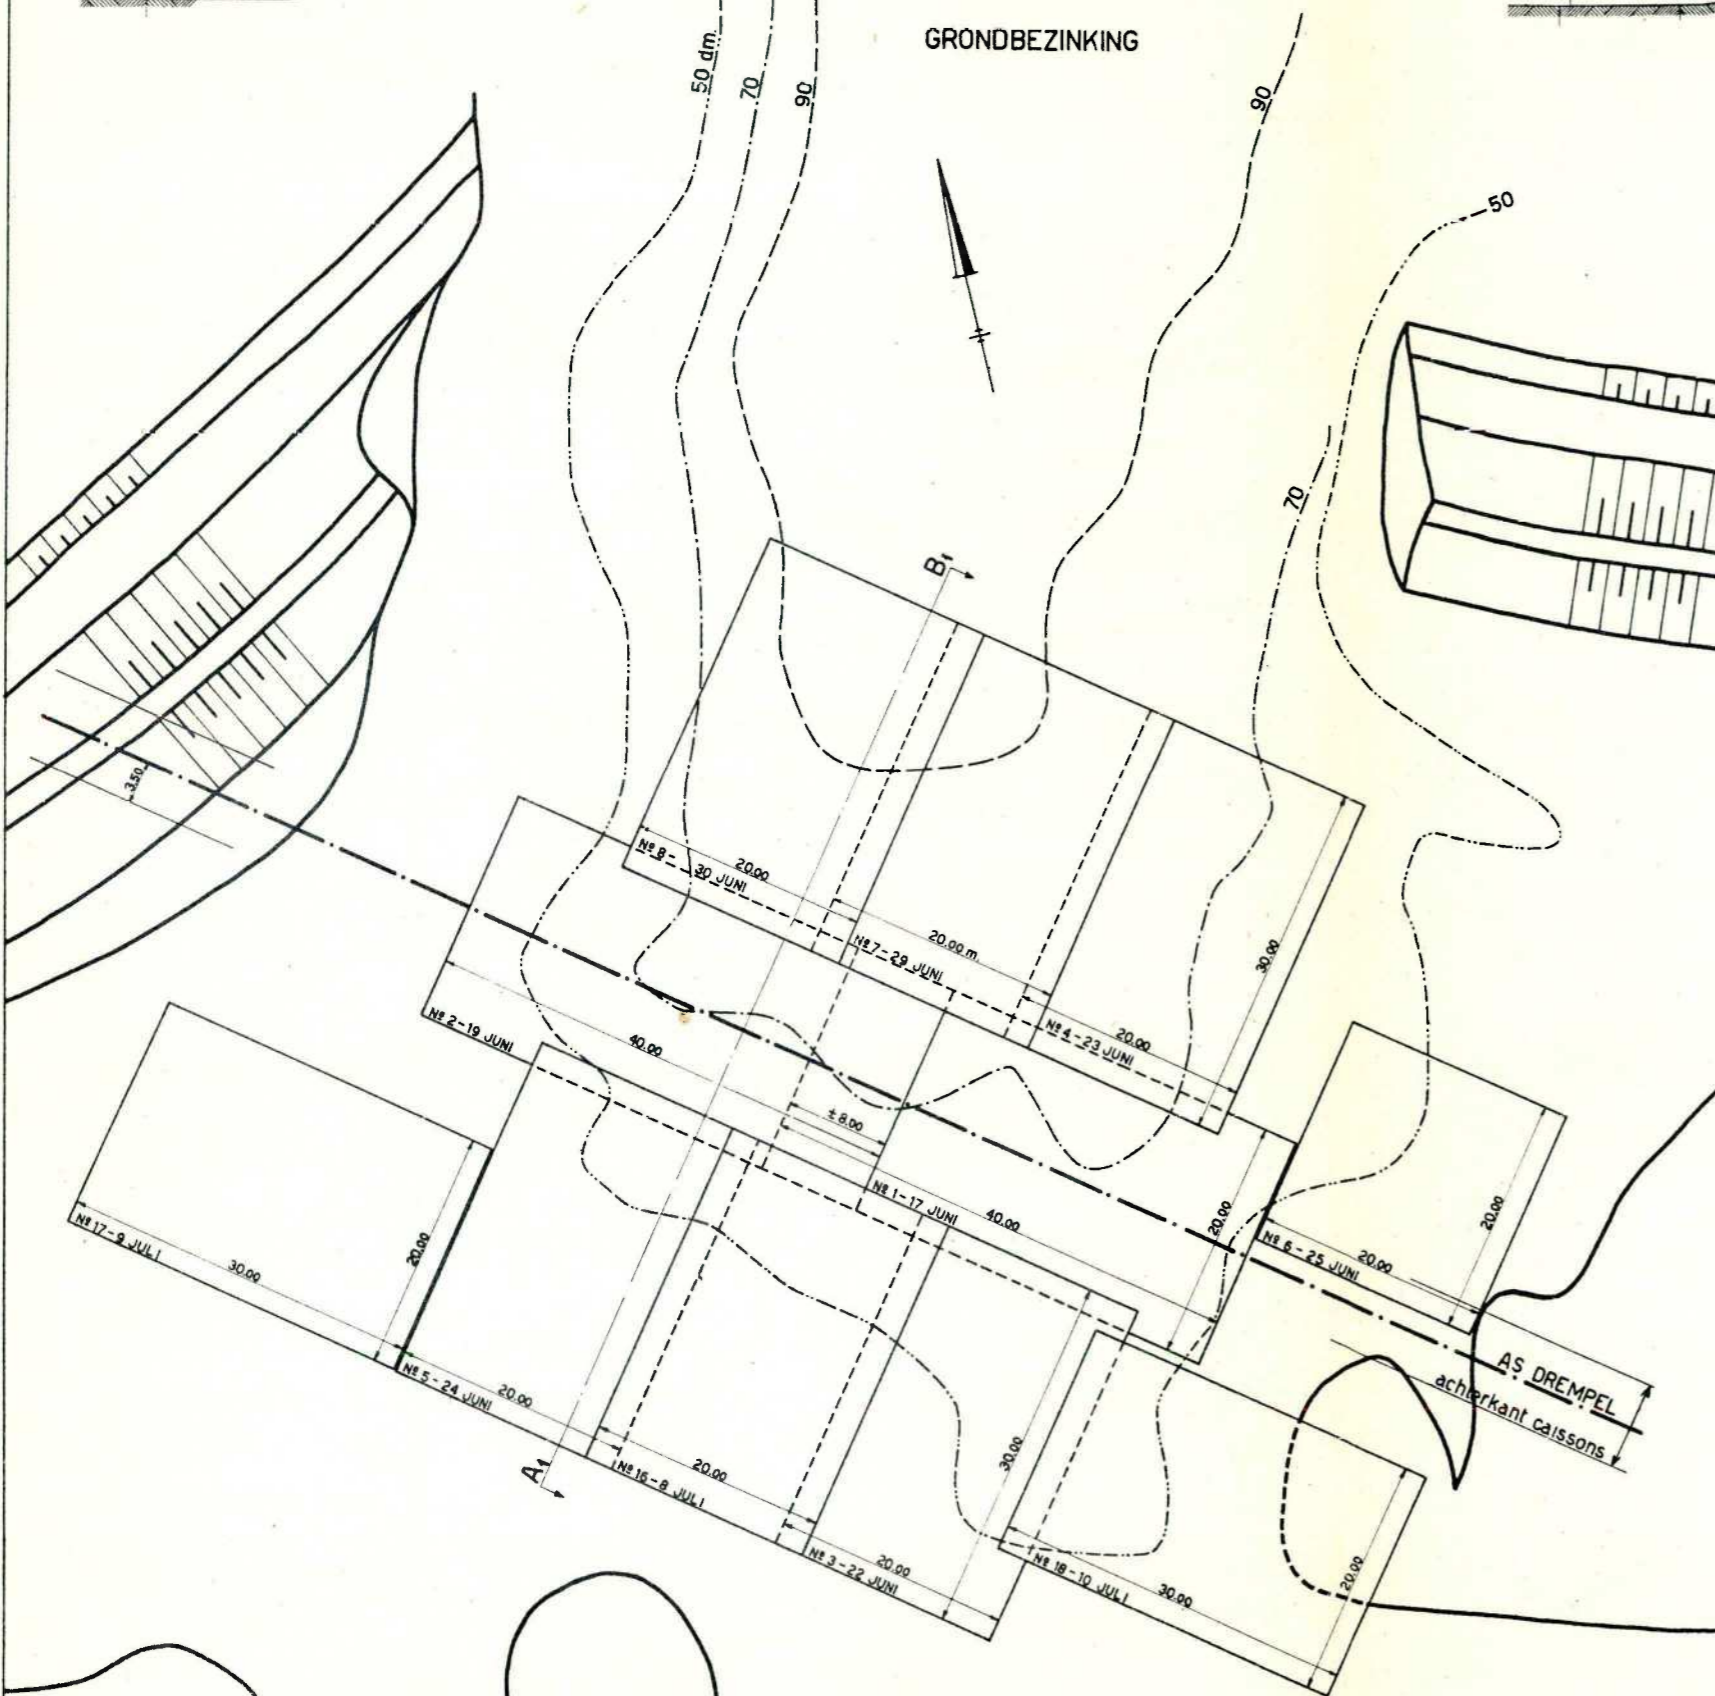 GRONDBEZINKING
50 dm.
70
90
90
50
70
B₁
3.50
Nº 8 - 30 JUNI
20.00
Nº 7 - 29 JUNI
20.00 m.
30.00
Nº 4 - 23 JUNI
20.00
Nº 2 - 19 JUNI
40.00
± 8.00
Nº 1 - 17 JUNI
40.00
20.00
20.00
Nº 6 - 25 JUNI
20.00
Nº 17 - 9 JULI
30.00
20.00
Nº 5 - 24 JUNI
20.00
A₁
Nº 16 - 8 JULI
20.00
30.00
Nº 3 - 22 JUNI
20.00
Nº 18 - 10 JULI
30.00
20.00
AS DREMPEL
achterkant caissons